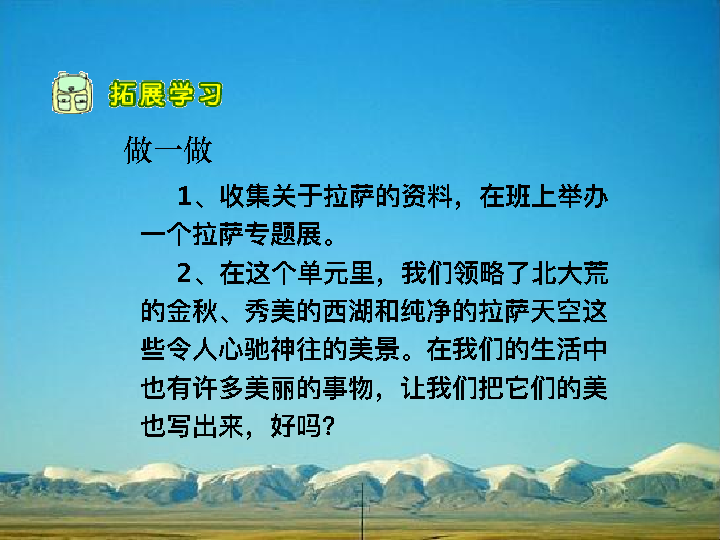 拓展学习
做一做
1、收集关于拉萨的资料，在班上举办
一个拉萨专题展。
2、在这个单元里，我们领略了北大荒
的金秋、秀美的西湖和纯净的拉萨天空这
些令人心驰神往的美景。在我们的生活中
也有许多美丽的事物，让我们把它们的美
也写出来，好吗？